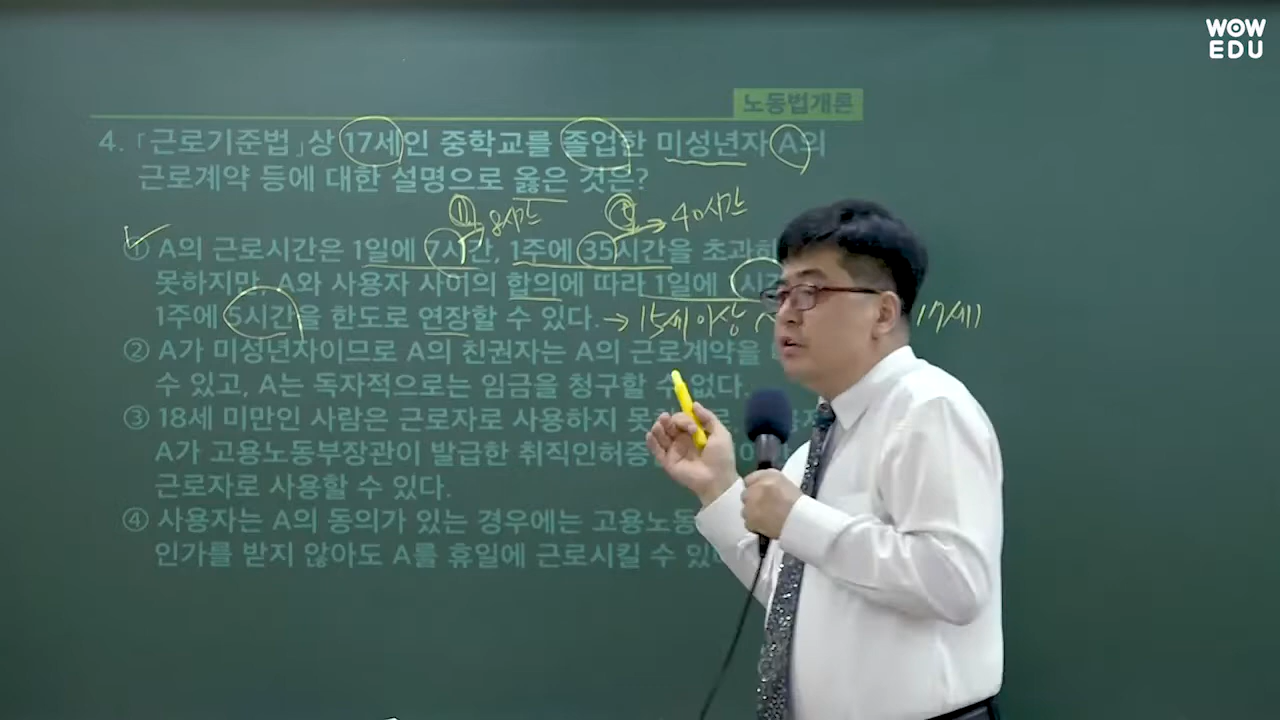 WOW
EDU
노동법개론
4. 「근로기준법」상 17세인 중학교를 졸업한 미성년자 A의
근로계약 등에 대한 설명으로 옳은 것은?
① 8시간 → 40시간
① A의 근로시간은 1일에 7시간, 1주에 35시간을 초과하
못하지만, A와 사용자 사이의 합의에 따라 1일에 1시간
1주에 5시간을 한도로 연장할 수 있다. → 15세 이상 17세
② A가 미성년자이므로 A의 친권자는 A의 근로계약을
수 있고, A는 독자적으로는 임금을 청구할 수 없다.
③ 18세 미만인 사람은 근로자로 사용하지 못
A가 고용노동부장관이 발급한 취직인허증
근로자로 사용할 수 있다.
④ 사용자는 A의 동의가 있는 경우에는 고용노동
인가를 받지 않아도 A를 휴일에 근로시킬 수 있